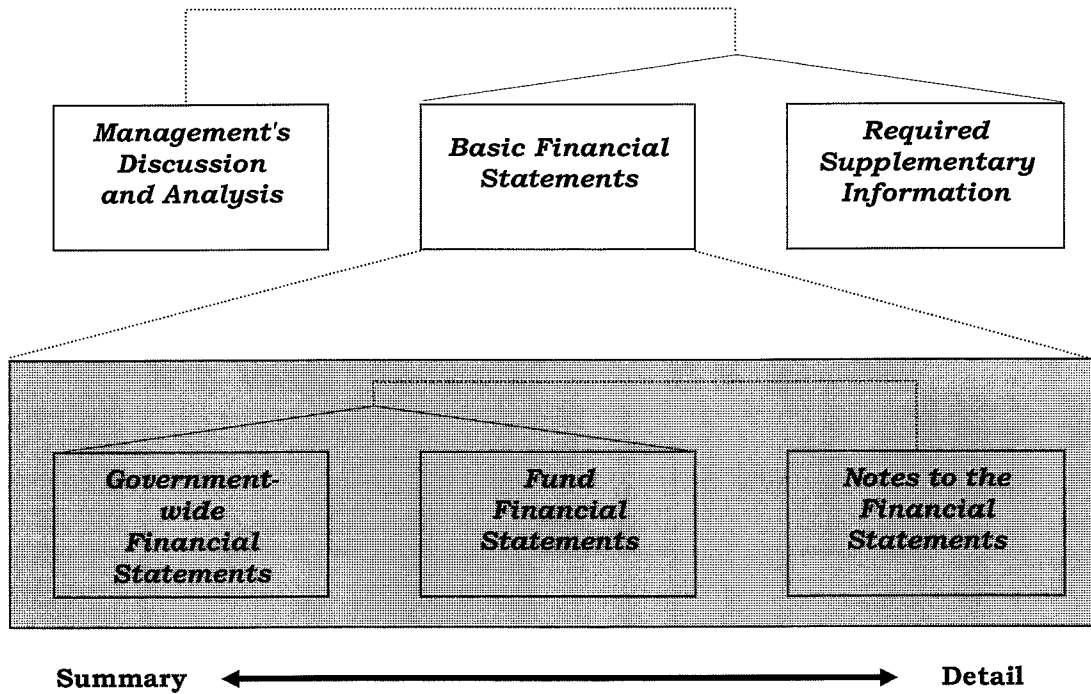 Management's
Discussion
and Analysis
Basic Financial
Statements
Required
Supplementary
Information
Government-
wide
Financial
Statements
Fund
Financial
Statements
Notes to the
Financial
Statements
Summary
Detail